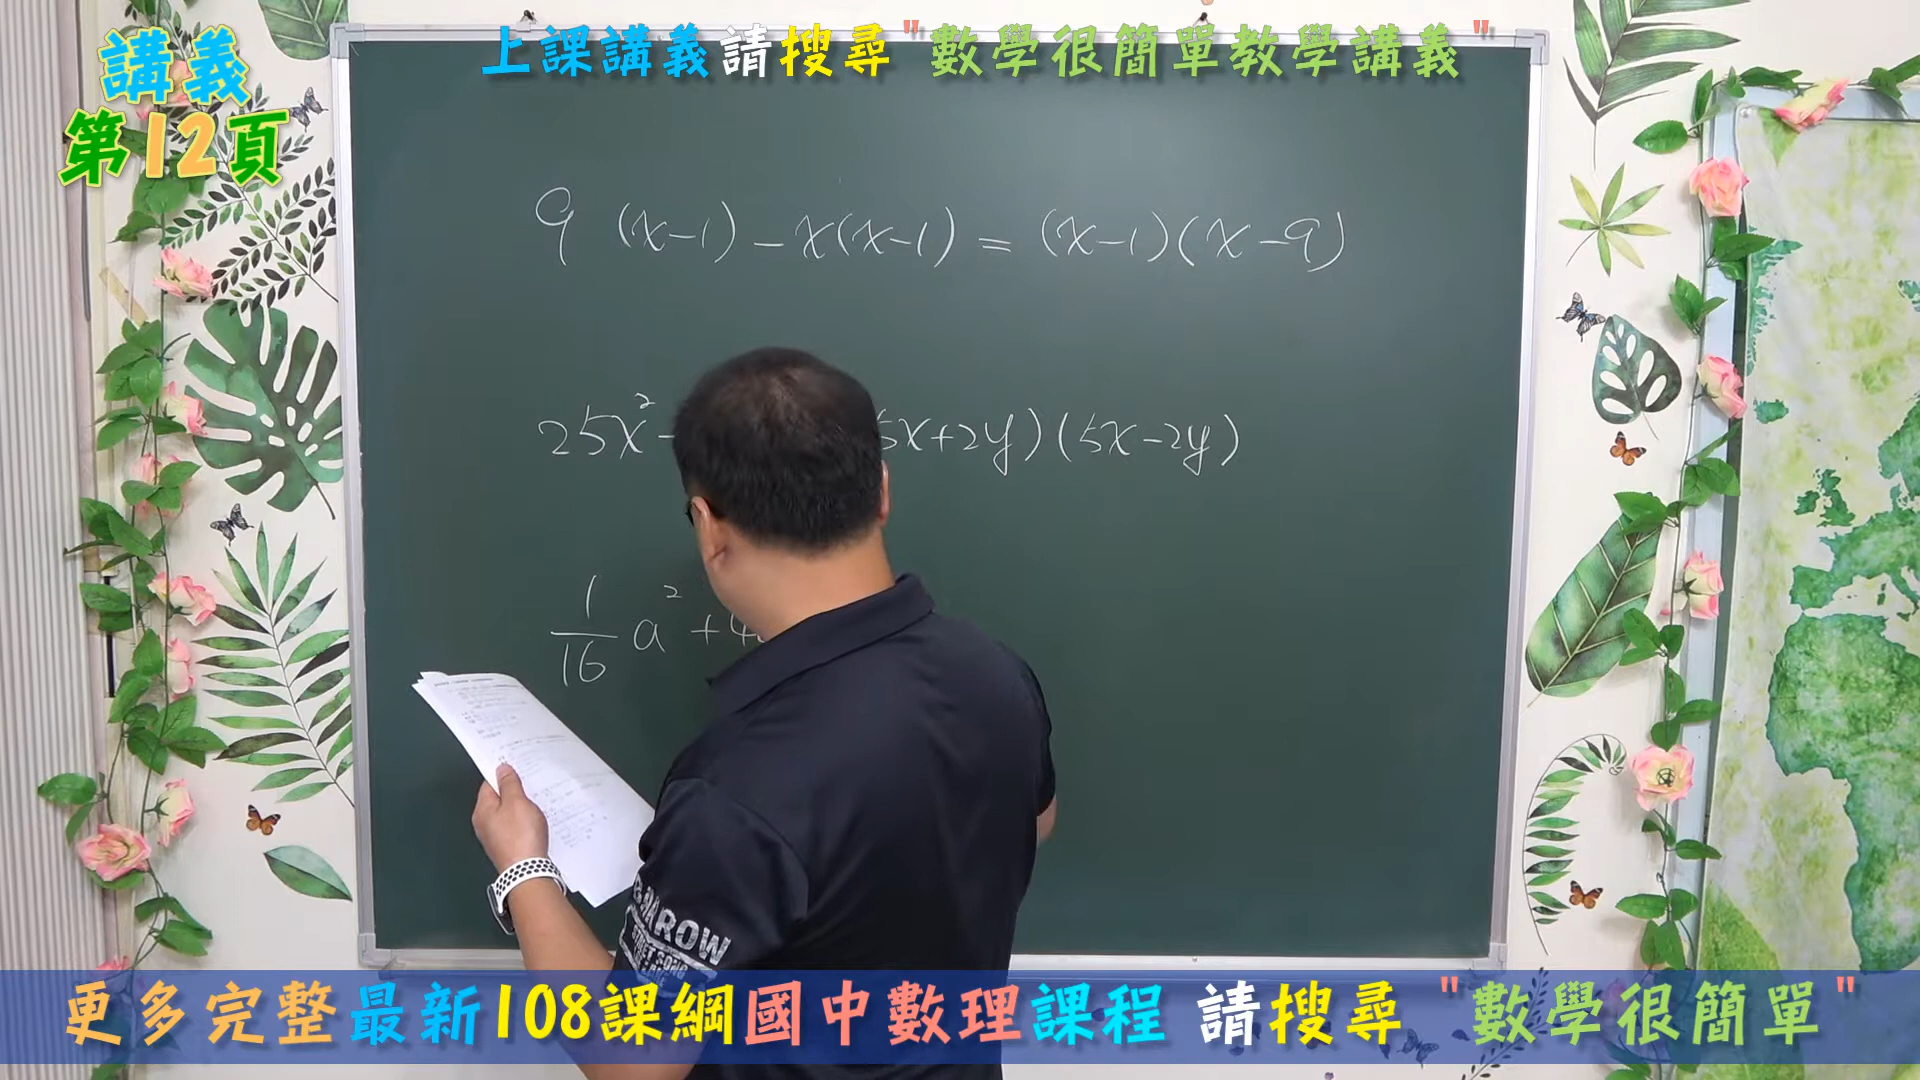 上課講義請搜尋"數學很簡單教學講義"
講義
第12頁
9 (x-1)-x(x-1)=(x-1)(x-9)
25x²- 5x+2y)(5x-2y)
1/16 a²+4
更多完整最新108課綱國中數理課程 請搜尋 "數學很簡單"